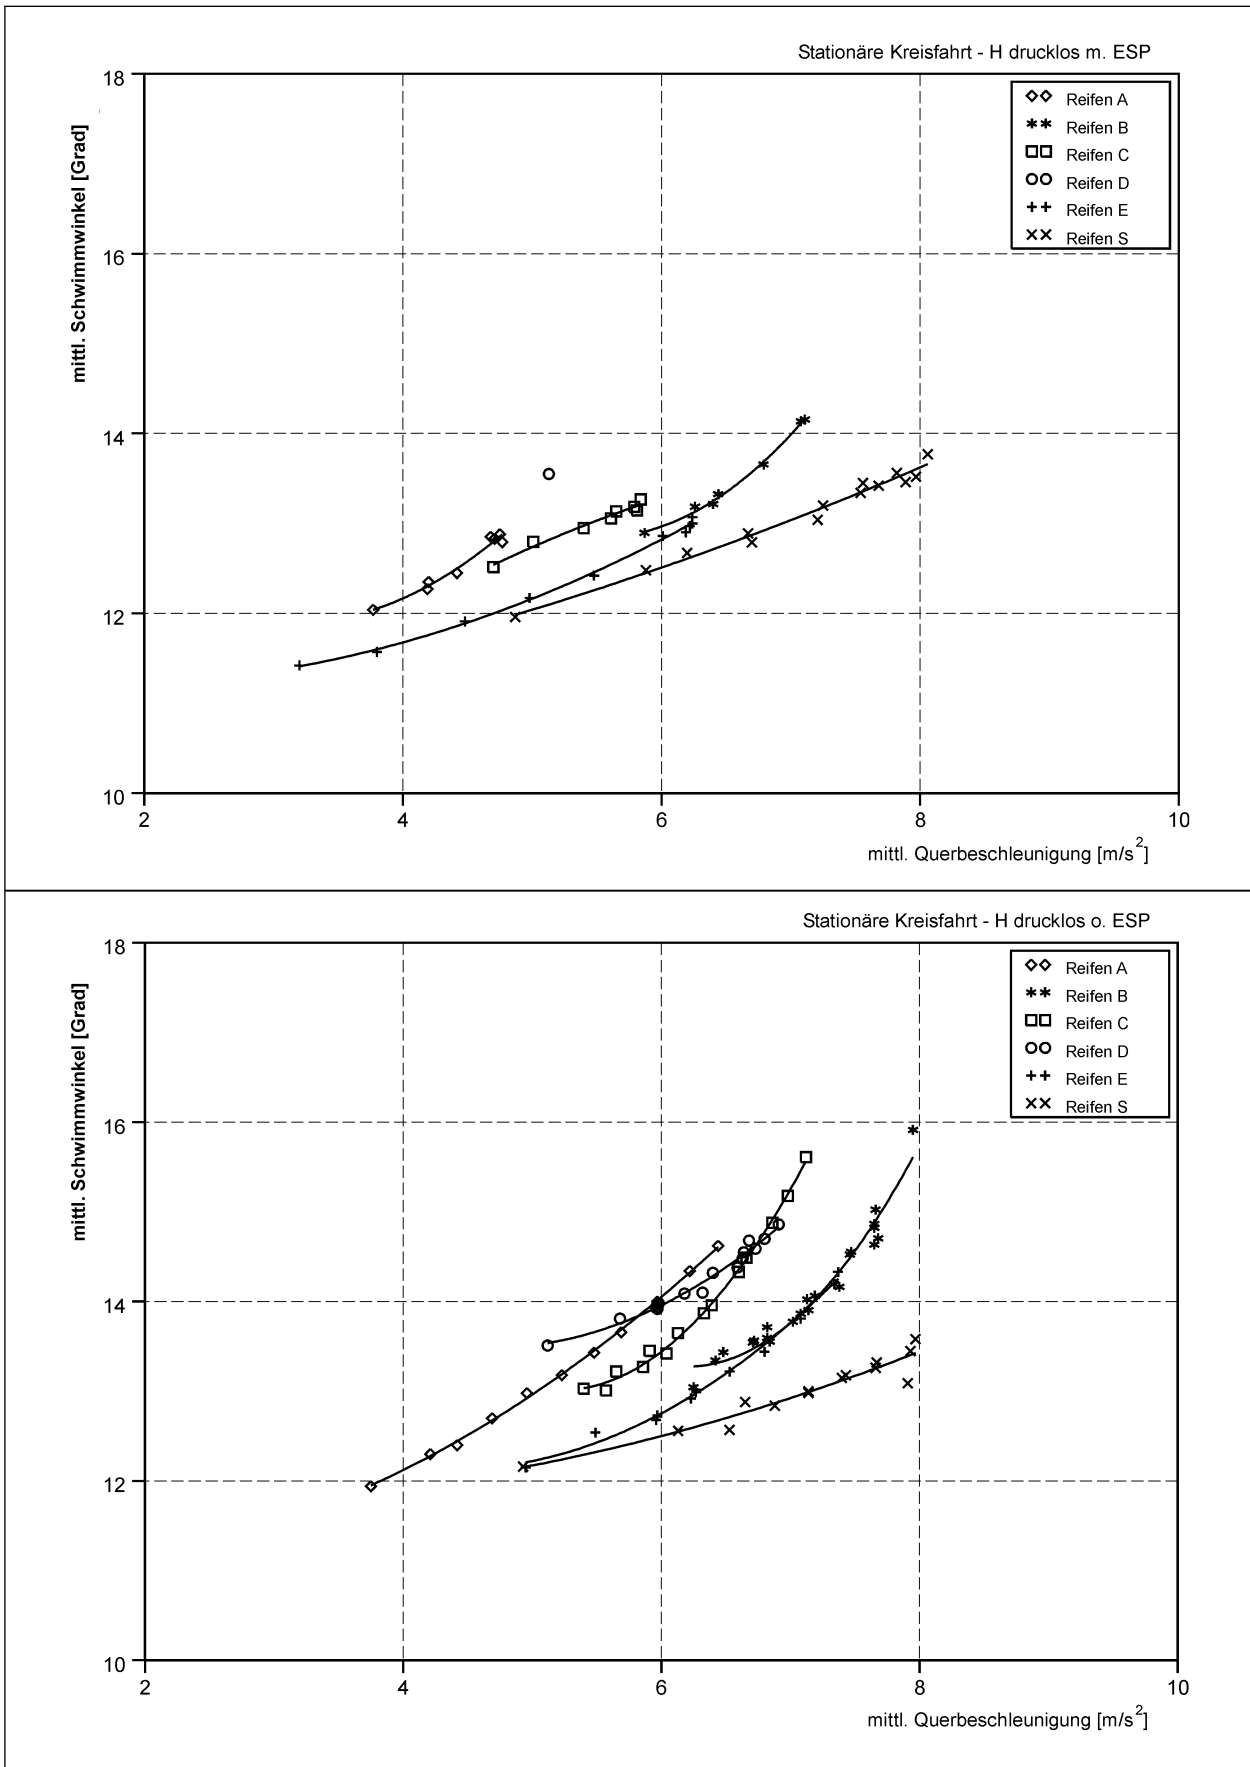 Stationäre Kreisfahrt - H drucklos m. ESP
mittl. Schwimmwinkel [Grad]
18
16
14
12
10
Reifen A
Reifen B
Reifen C
Reifen D
Reifen E
Reifen S
2 4 6 8 10
mittl. Querbeschleunigung [m/s²]
Stationäre Kreisfahrt - H drucklos o. ESP
mittl. Schwimmwinkel [Grad]
18
16
14
12
10
Reifen A
Reifen B
Reifen C
Reifen D
Reifen E
Reifen S
2 4 6 8 10
mittl. Querbeschleunigung [m/s²]